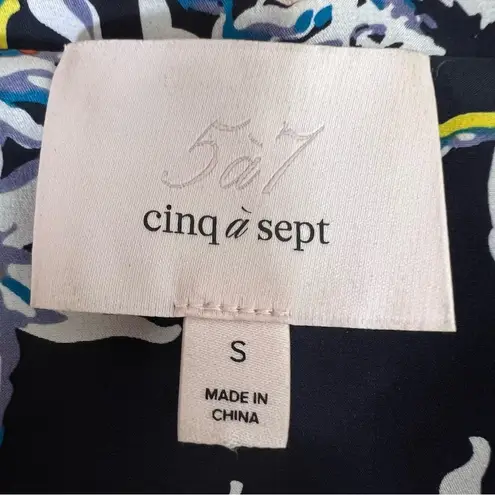 5à7
cinq à sept
S
MADE IN
CHINA